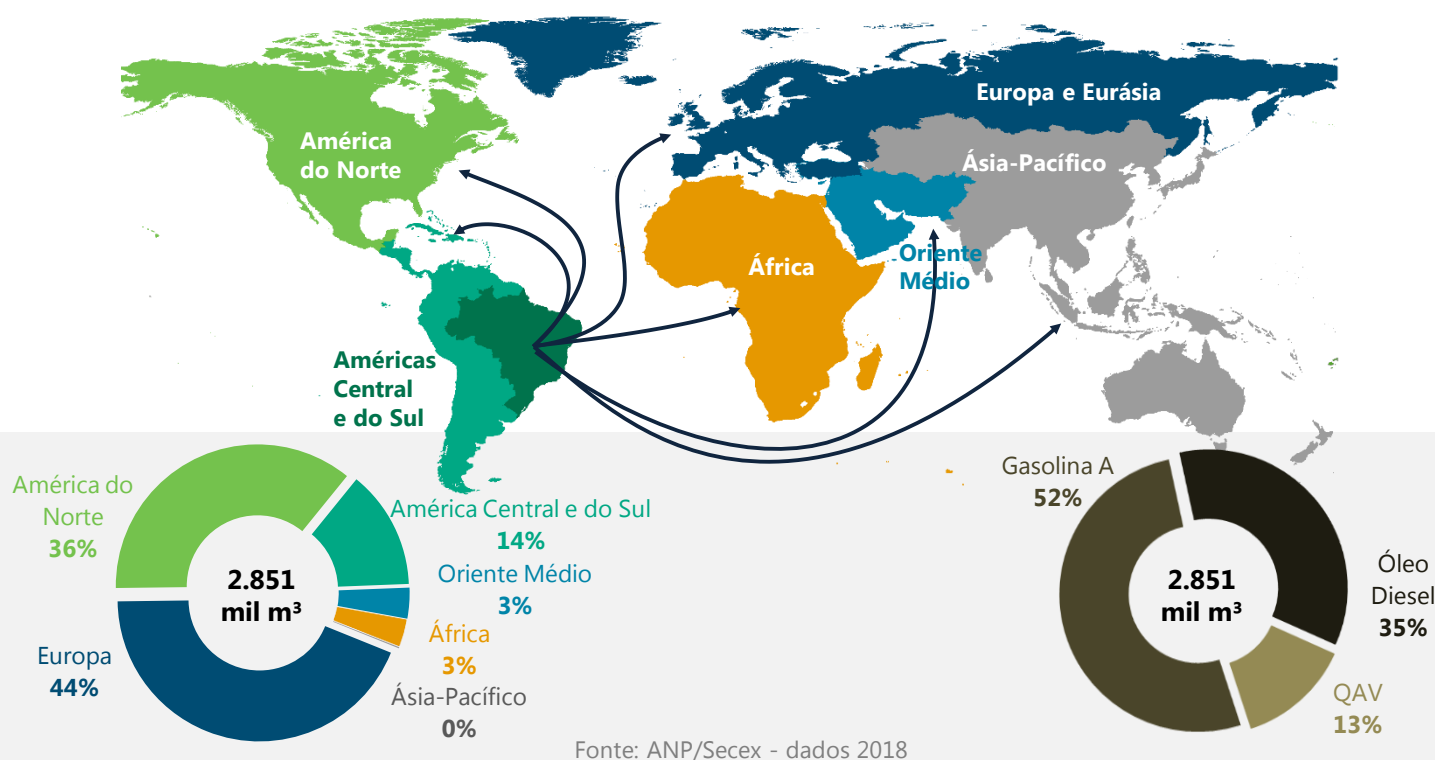 Europa e Eurásia
América
do Norte
Ásia-Pacífico
África
Oriente
Médio
Américas
Central
e do Sul
América do
Norte
36%
América Central e do Sul
14%
Oriente Médio
3%
África
3%
Ásia-Pacífico
0%
Europa
44%
2.851
mil m³
Gasolina A
52%
Óleo
Diesel
35%
QAV
13%
2.851
mil m³
Fonte: ANP/Secex - dados 2018